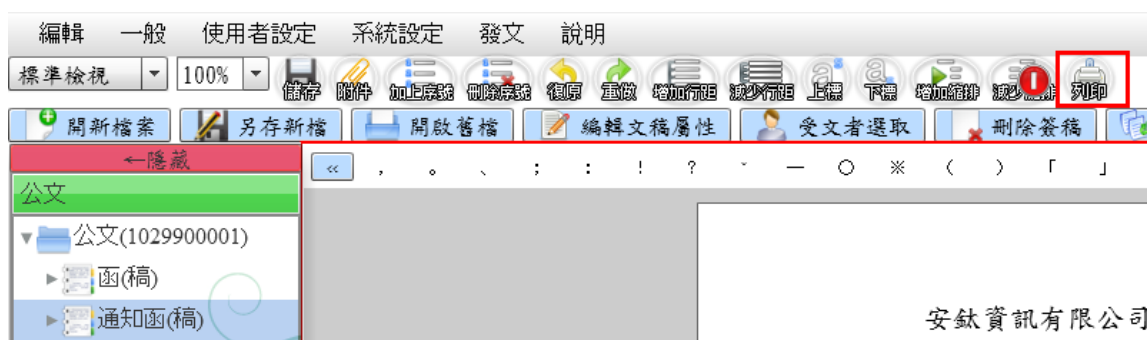 編輯 一般 使用者設定 系統設定 發文 說明
標準檢視 100% 儲存 附件 加上序號 刪除序號 復原 重做 增加行距 減少行距 上標 下標 增加縮排 1 列印
開新檔案 另存新檔 開啟舊檔 編輯文稿屬性 受文者選取 刪除簽稿
←隱藏 « , 。 、 ; : ! ? ˇ — ○ ※ ( ) 「 」
公文
公文(1029900001)
函(稿)
通知函(稿)
安鈦資訊有限公司